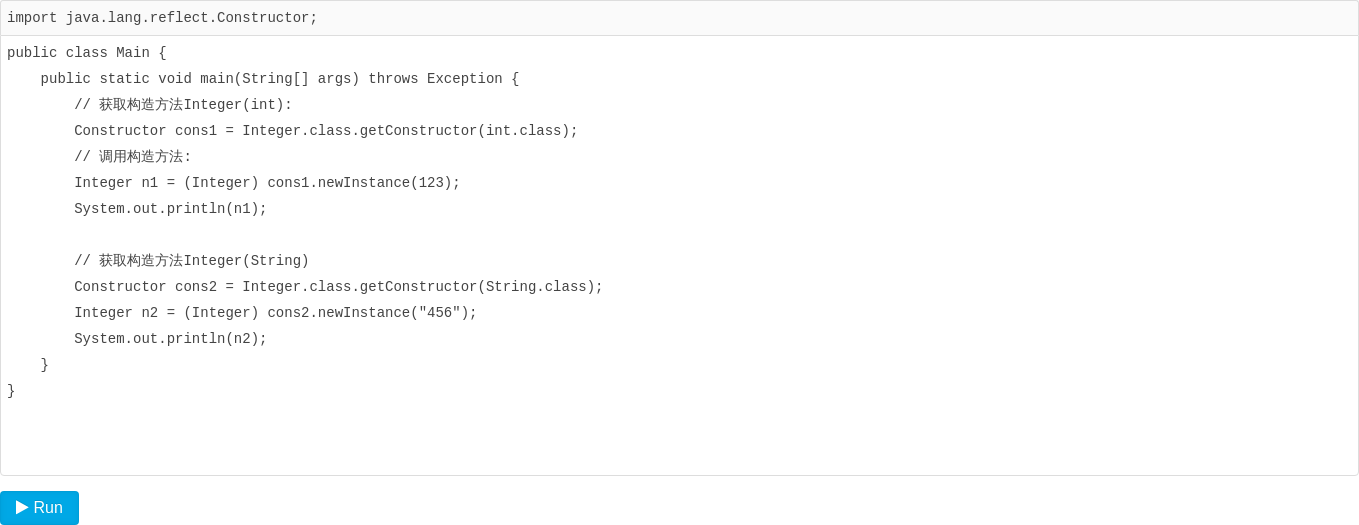 import java.lang.reflect.Constructor;
public class Main {
    public static void main(String[] args) throws Exception {
        // 获取构造方法Integer(int):
        Constructor cons1 = Integer.class.getConstructor(int.class);
        // 调用构造方法:
        Integer n1 = (Integer) cons1.newInstance(123);
        System.out.println(n1);
        // 获取构造方法Integer(String)
        Constructor cons2 = Integer.class.getConstructor(String.class);
        Integer n2 = (Integer) cons2.newInstance("456");
        System.out.println(n2);
    }
}
Run